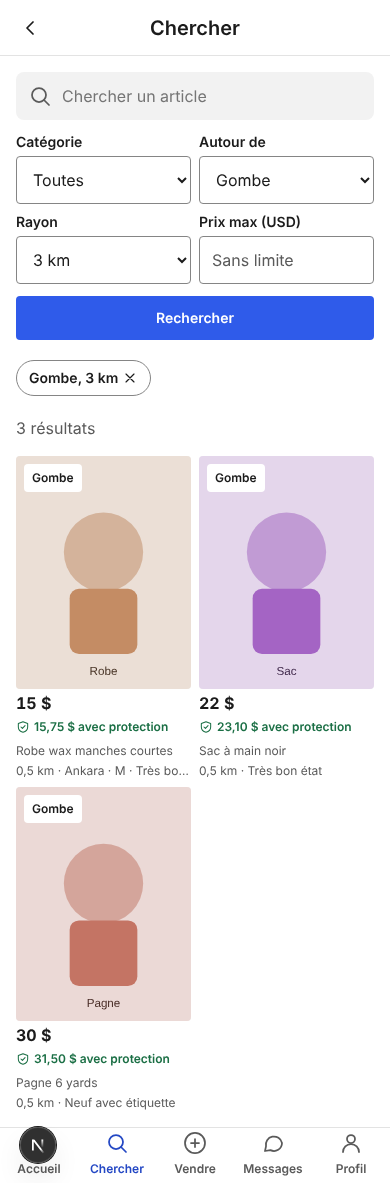 Chercher
Chercher un article
Catégorie
Autour de
Toutes
Gombe
Rayon
Prix max (USD)
3 km
Sans limite
Rechercher
Gombe, 3 km
3 résultats
Gombe
Robe
15 $
15,75 $ avec protection
Robe wax manches courtes
0,5 km · Ankara · M · Très bo...
Gombe
Sac
22 $
23,10 $ avec protection
Sac à main noir
0,5 km · Très bon état
Gombe
Pagne
30 $
31,50 $ avec protection
Pagne 6 yards
0,5 km · Neuf avec étiquette
N
Accueil
Chercher
Vendre
Messages
Profil